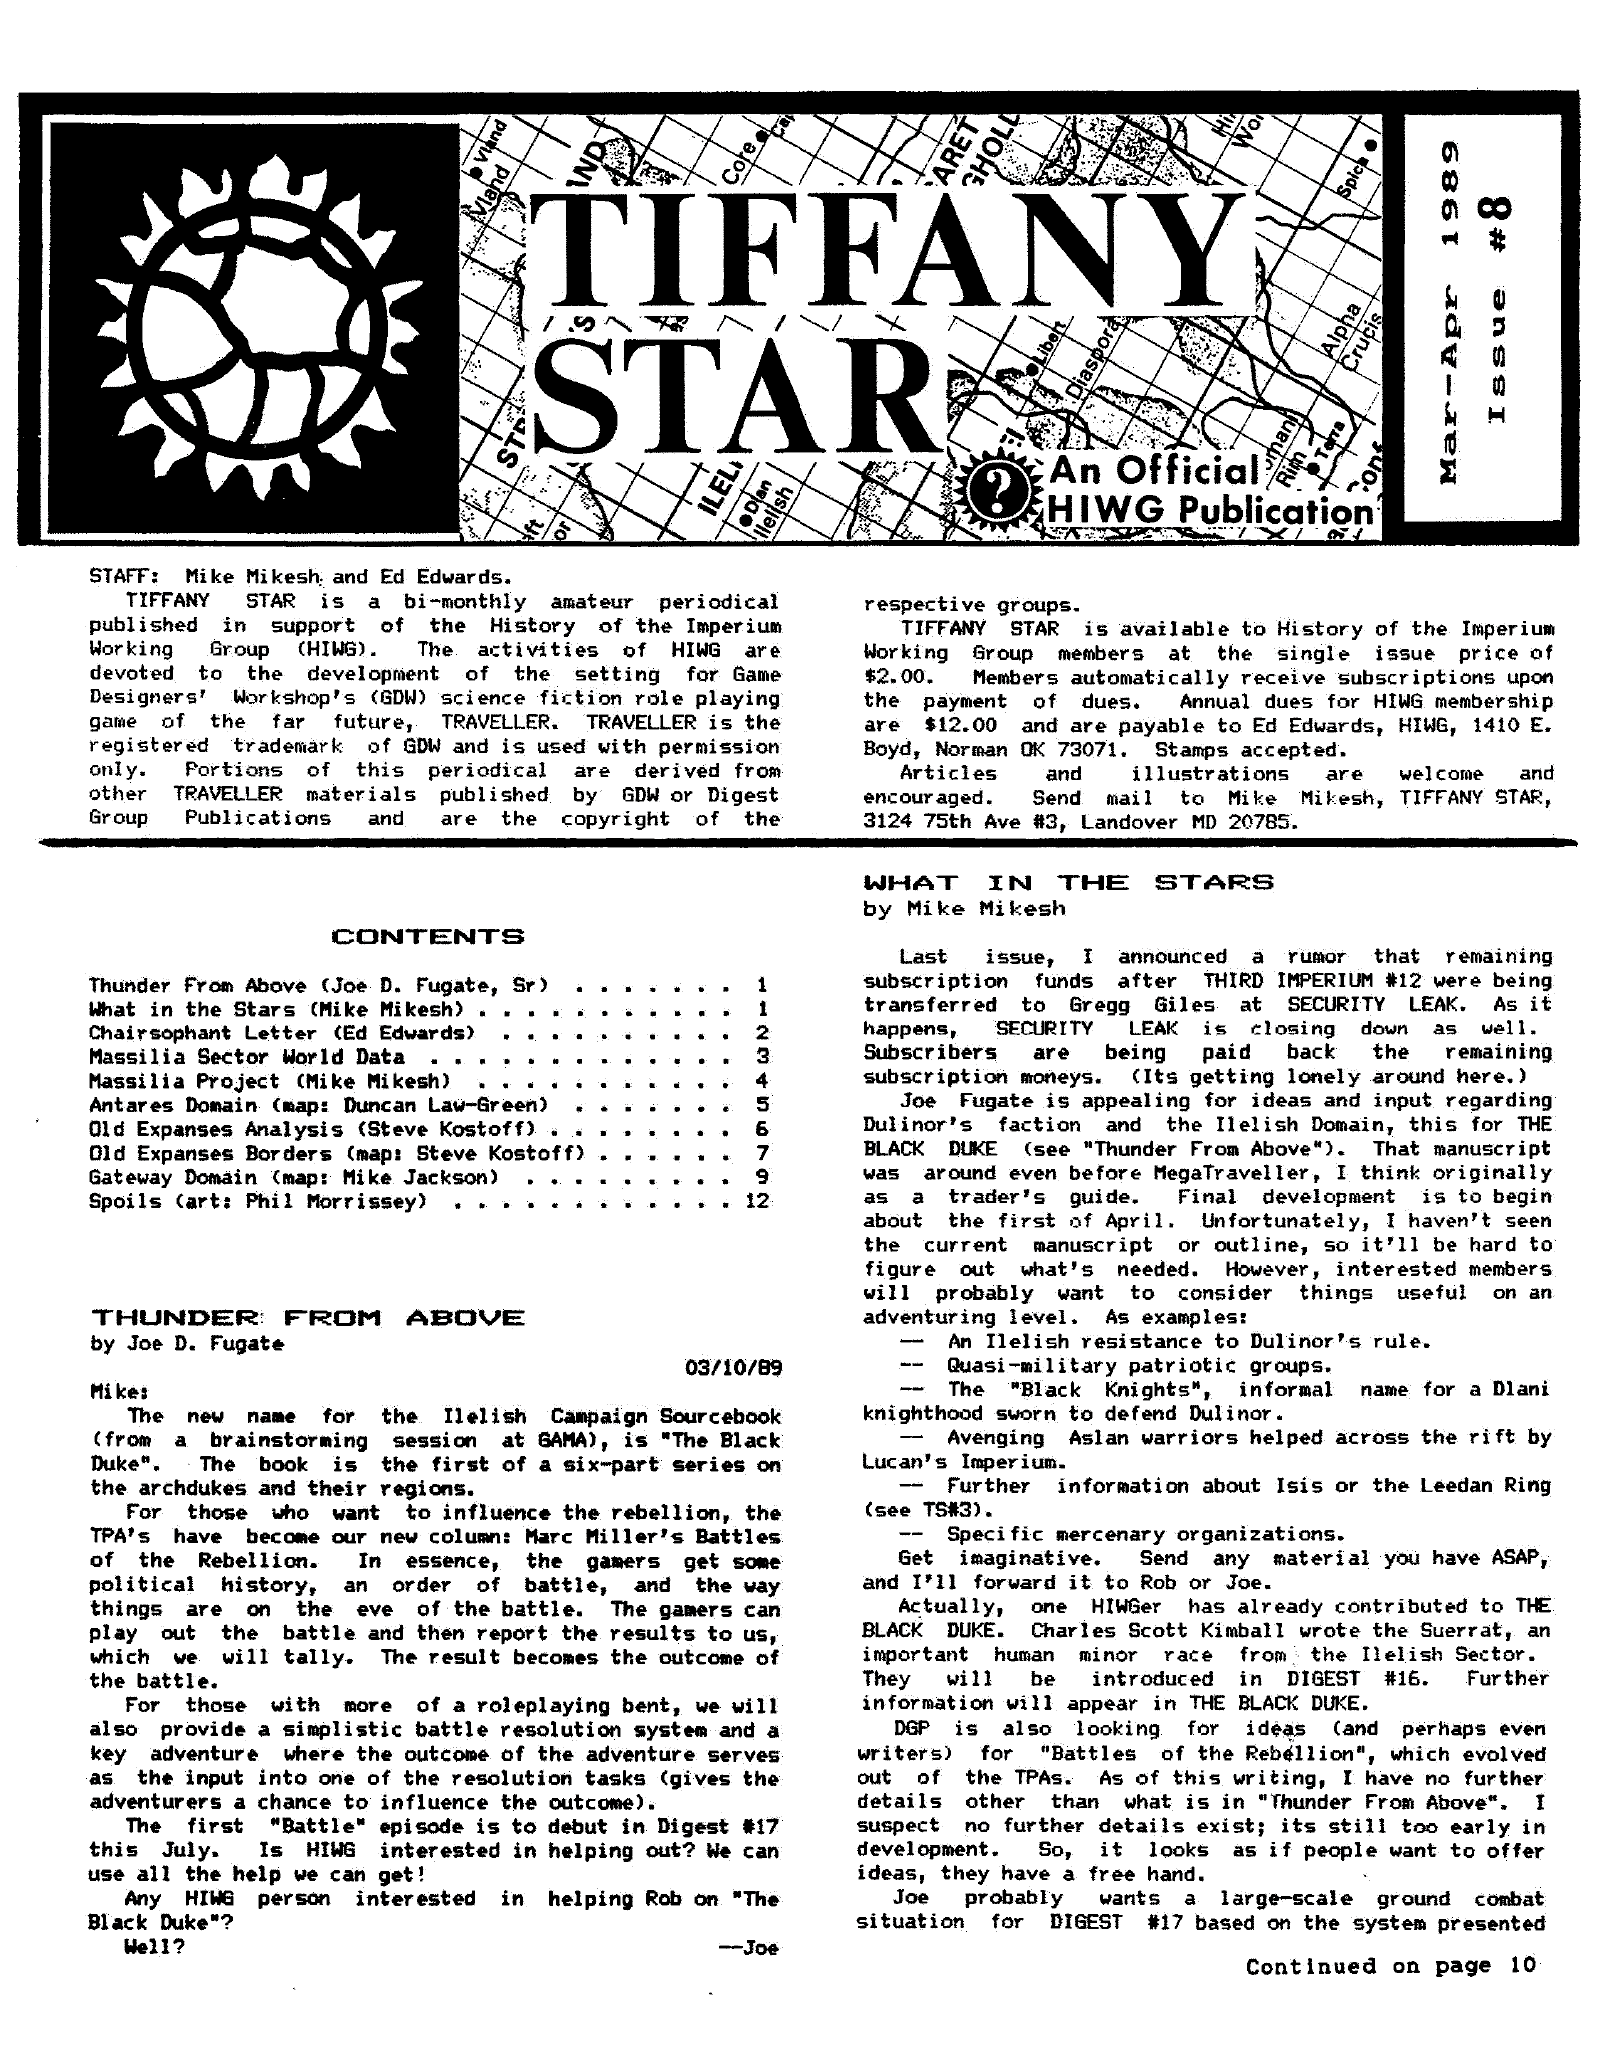 Vland
Vland
Core
TIFFANY
STAR
Spica
Libert
Diaspora
Alpha
Crucis
Dlan
Ilelish
Rim
Terra
An Official
HIWG Publication
Mar-Apr 1989
Issue #8
STAFF:  Mike Mikesh and Ed Edwards.
TIFFANY STAR is a bi-monthly amateur periodical
published in support of the History of the Imperium
Working Group (HIWG). The activities of HIWG are
devoted to the development of the setting for Game
Designers' Workshop's (GDW) science fiction role playing
game of the far future, TRAVELLER. TRAVELLER is the
registered trademark of GDW and is used with permission
only. Portions of this periodical are derived from
other TRAVELLER materials published by GDW or Digest
Group Publications and are the copyright of the
respective groups.
TIFFANY STAR is available to History of the Imperium
Working Group members at the single issue price of
$2.00. Members automatically receive subscriptions upon
the payment of dues. Annual dues for HIWG membership
are $12.00 and are payable to Ed Edwards, HIWG, 1410 E.
Boyd, Norman OK 73071. Stamps accepted.
Articles and illustrations are welcome and
encouraged. Send mail to Mike Mikesh, TIFFANY STAR,
3124 75th Ave #3, Landover MD 20785.
CONTENTS
Thunder From Above (Joe D. Fugate, Sr) . . . . . . . 1
What in the Stars (Mike Mikesh) . . . . . . . . . . . 1
Chairsophant Letter (Ed Edwards) . . . . . . . . . . 2
Massilia Sector World Data . . . . . . . . . . . . . 3
Massilia Project (Mike Mikesh) . . . . . . . . . . . 4
Antares Domain (map: Duncan Law-Green) . . . . . . . 5
Old Expanses Analysis (Steve Kostoff) . . . . . . . . 6
Old Expanses Borders (map: Steve Kostoff) . . . . . . 7
Gateway Domain (map: Mike Jackson) . . . . . . . . . 9
Spoils (art: Phil Morrissey) . . . . . . . . . . . . 12
THUNDER FROM ABOVE
by Joe D. Fugate
03/10/89
Mike:
The new name for the Ilelish Campaign Sourcebook
(from a brainstorming session at GAMA), is "The Black
Duke". The book is the first of a six-part series on
the archdukes and their regions.
For those who want to influence the rebellion, the
TPA's have become our new column: Marc Miller's Battles
of the Rebellion. In essence, the gamers get some
political history, an order of battle, and the way
things are on the eve of the battle. The gamers can
play out the battle and then report the results to us,
which we will tally. The result becomes the outcome of
the battle.
For those with more of a roleplaying bent, we will
also provide a simplistic battle resolution system and a
key adventure where the outcome of the adventure serves
as the input into one of the resolution tasks (gives the
adventurers a chance to influence the outcome).
The first "Battle" episode is to debut in Digest #17
this July. Is HIWG interested in helping out? We can
use all the help we can get!
Any HIWG person interested in helping Rob on "The
Black Duke"?
Well? --Joe
WHAT IN THE STARS
by Mike Mikesh
Last issue, I announced a rumor that remaining
subscription funds after THIRD IMPERIUM #12 were being
transferred to Gregg Giles at SECURITY LEAK. As it
happens, SECURITY LEAK is closing down as well.
Subscribers are being paid back the remaining
subscription moneys. (Its getting lonely around here.)
Joe Fugate is appealing for ideas and input regarding
Dulinor's faction and the Ilelish Domain, this for THE
BLACK DUKE (see "Thunder From Above"). That manuscript
was around even before MegaTraveller, I think originally
as a trader's guide. Final development is to begin
about the first of April. Unfortunately, I haven't seen
the current manuscript or outline, so it'll be hard to
figure out what's needed. However, interested members
will probably want to consider things useful on an
adventuring level. As examples:
-- An Ilelish resistance to Dulinor's rule.
-- Quasi-military patriotic groups.
-- The "Black Knights", informal name for a Dlani
knighthood sworn to defend Dulinor.
-- Avenging Aslan warriors helped across the rift by
Lucan's Imperium.
-- Further information about Isis or the Leedan Ring
(see TS#3).
-- Specific mercenary organizations.
Get imaginative. Send any material you have ASAP,
and I'll forward it to Rob or Joe.
Actually, one HIWGer has already contributed to THE
BLACK DUKE. Charles Scott Kimball wrote the Suerrat, an
important human minor race from the Ilelish Sector.
They will be introduced in DIGEST #16. Further
information will appear in THE BLACK DUKE.
DGP is also looking for ideas (and perhaps even
writers) for "Battles of the Rebellion", which evolved
out of the TPAs. As of this writing, I have no further
details other than what is in "Thunder From Above". I
suspect no further details exist; its still too early in
development. So, it looks as if people want to offer
ideas, they have a free hand.
Joe probably wants a large-scale ground combat
situation for DIGEST #17 based on the system presented
Continued on page 10